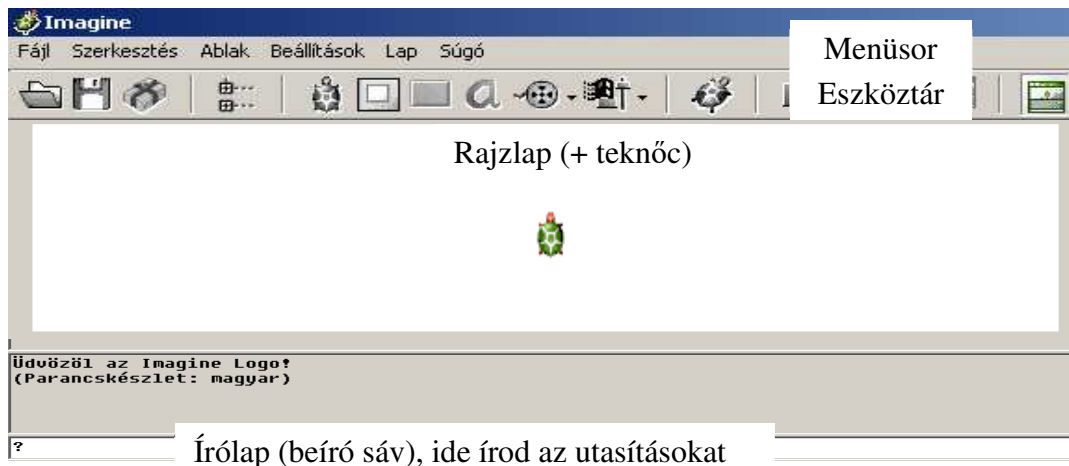 Imagine
Fájl Szerkesztés Ablak Beállítások Lap Súgó
Menüsor
Eszköztár
Rajzlap (+ teknőc)
Üdvözöl az Imagine Logo!
(Parancskészlet: magyar)
?
Írólap (beíró sáv), ide írod az utasításokat